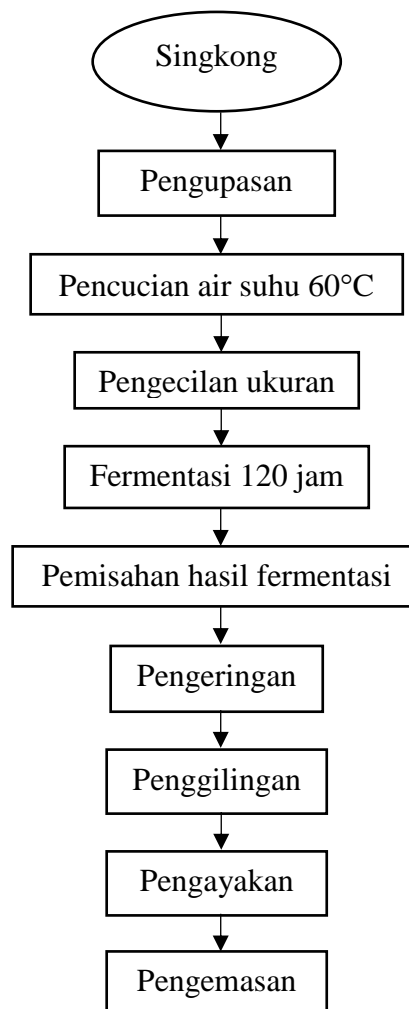 Singkong
Pengupasan
Pencucian air suhu 60°C
Pengecilan ukuran
Fermentasi 120 jam
Pemisahan hasil fermentasi
Pengeringan
Penggilingan
Pengayakan
Pengemasan